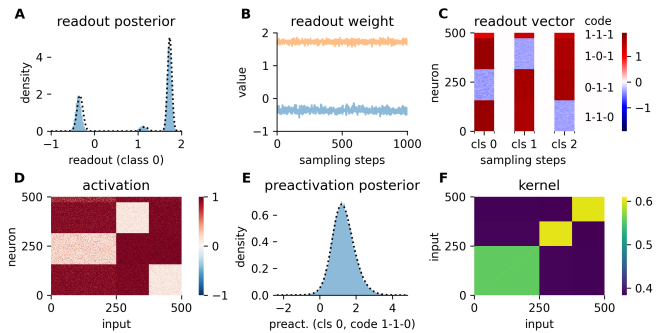 A
readout posterior
density
4
2
0
−1
0
1
2
readout (class 0)
B
readout weight
value
2
1
0
−1
0
500
1000
sampling steps
C
readout vector
code
neuron
500
250
0
cls 0
cls 1
cls 2
sampling steps
1-1-1
1-0-1
0-1-1
1-1-0
1
0
−1
D
activation
neuron
500
250
0
0
250
500
input
1
0
−1
E
preactivation posterior
density
0.6
0.4
0.2
0.0
−2
0
2
4
preact. (cls 0, code 1-1-0)
F
kernel
input
500
250
0
0
250
500
input
0.6
0.5
0.4